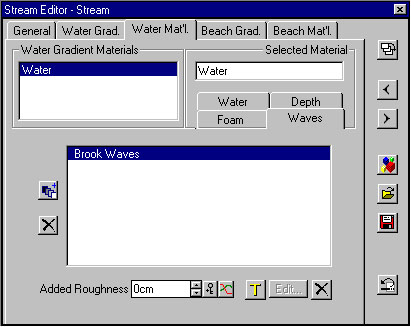 Stream Editor - Stream
General Water Grad. Water Mat'l. Beach Grad. Beach Mat'l.
Water Gradient Materials Selected Material
Water Water
Water Depth
Foam Waves
Brook Waves
Added Roughness 0cm T Edit...